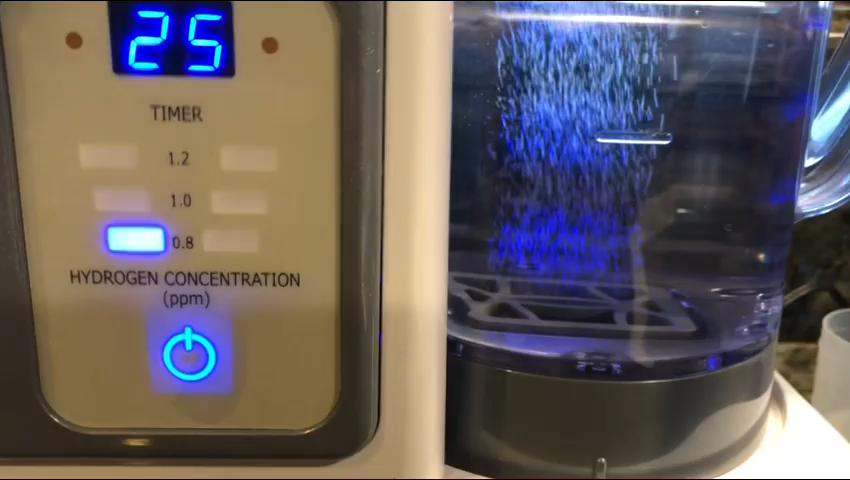 25
TIMER
1.2
1.0
0.8
HYDROGEN CONCENTRATION
(ppm)